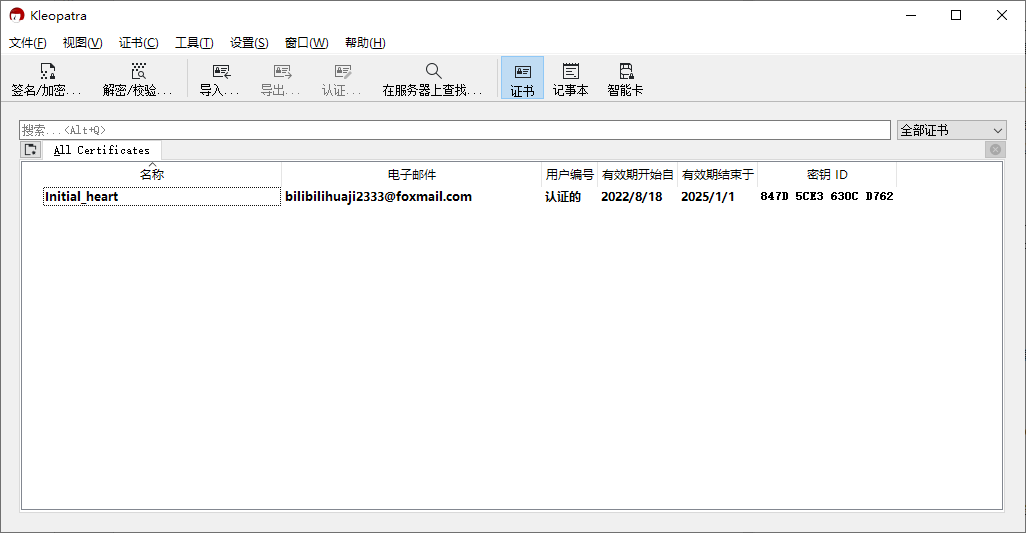 Kleopatra
文件(F) 视图(V) 证书(C) 工具(T) 设置(S) 窗口(W) 帮助(H)
签名/加密... 解密/校验... 导入... 导出... 认证... 在服务器上查找... 证书 记事本 智能卡
搜索...<Alt+Q> 全部证书
All Certificates
名称 电子邮件 用户编号 有效期开始自 有效期结束于 密钥 ID
Initial_heart bilibilihuaji2333@foxmail.com 认证的 2022/8/18 2025/1/1 847D 5CE3 630C D762